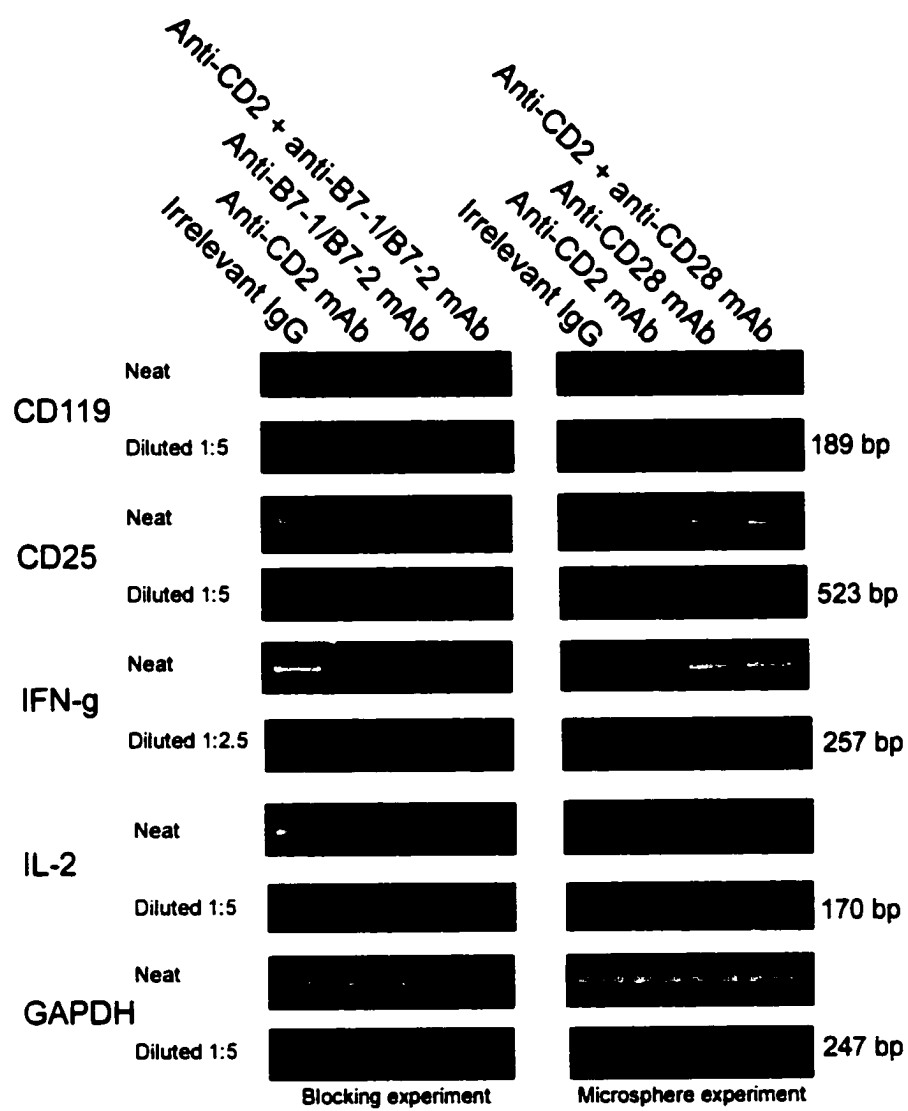 Anti-CD2 + anti-B7-1/B7-2 mAb
Anti-B7-1/B7-2 mAb
Anti-CD2 mAb
Irrelevant IgG
Anti-CD2 + anti-CD28 mAb
Anti-CD28 mAb
Anti-CD2 mAb
Irrelevant IgG
CD119
Neat
Diluted 1:5
189 bp
CD25
Neat
Diluted 1:5
523 bp
IFN-g
Neat
Diluted 1:2.5
257 bp
IL-2
Neat
Diluted 1:5
170 bp
GAPDH
Neat
Diluted 1:5
247 bp
Blocking experiment
Microsphere experiment